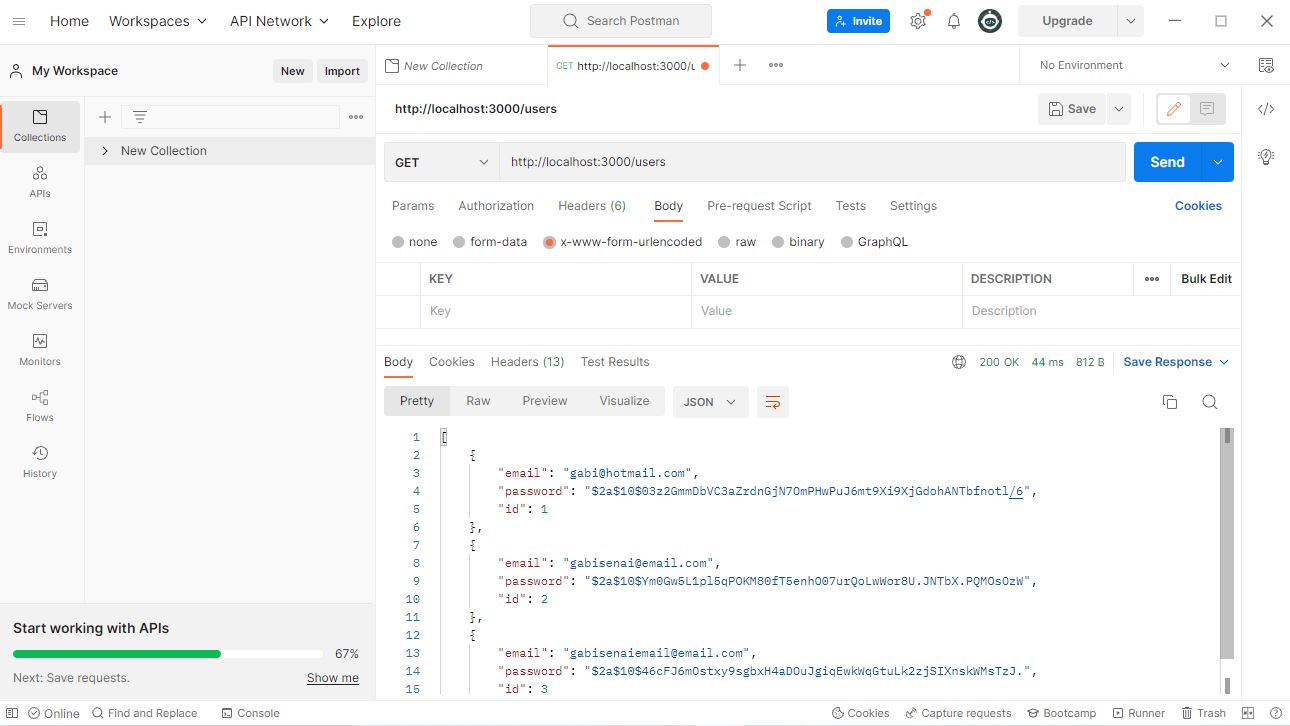 Home Workspaces API Network Explore Search Postman Invite Upgrade
My Workspace New Import
New Collection GET http://localhost:3000/u No Environment
Collections
APIs
Environments
Mock Servers
Monitors
Flows
History
New Collection
http://localhost:3000/users Save
GET http://localhost:3000/users Send
Params Authorization Headers (6) Body Pre-request Script Tests Settings Cookies
none form-data x-www-form-urlencoded raw binary GraphQL
KEY VALUE DESCRIPTION Bulk Edit
Key Value Description
Body Cookies Headers (13) Test Results 200 OK 44 ms 812 B Save Response
Pretty Raw Preview Visualize JSON
1 [
2 {
3 "email": "gabi@hotmail.com",
4 "password": "$2a$10$03z2GmmDbVC3aZrdnGjN7OmPHwPuJ6mt9Xi9XjGdohANTbfnotl/6",
5 "id": 1
6 },
7 {
8 "email": "gabisenai@email.com",
9 "password": "$2a$10$Ym0Gw5L1pl5qPOKM80fT5enhO07urQoLwWor8U.JNTbX.PQMOsOzW",
10 "id": 2
11 },
12 {
13 "email": "gabisenaiemail@email.com",
14 "password": "$2a$10$46cFJ6mOstxy9sgbxH4aDOuJgiqEwkWqGtuLk2zjSIXnskWMsTzJ.",
15 "id": 3
Start working with APIs
67%
Next: Save requests. Show me
Online Find and Replace Console Cookies Capture requests Bootcamp Runner Trash